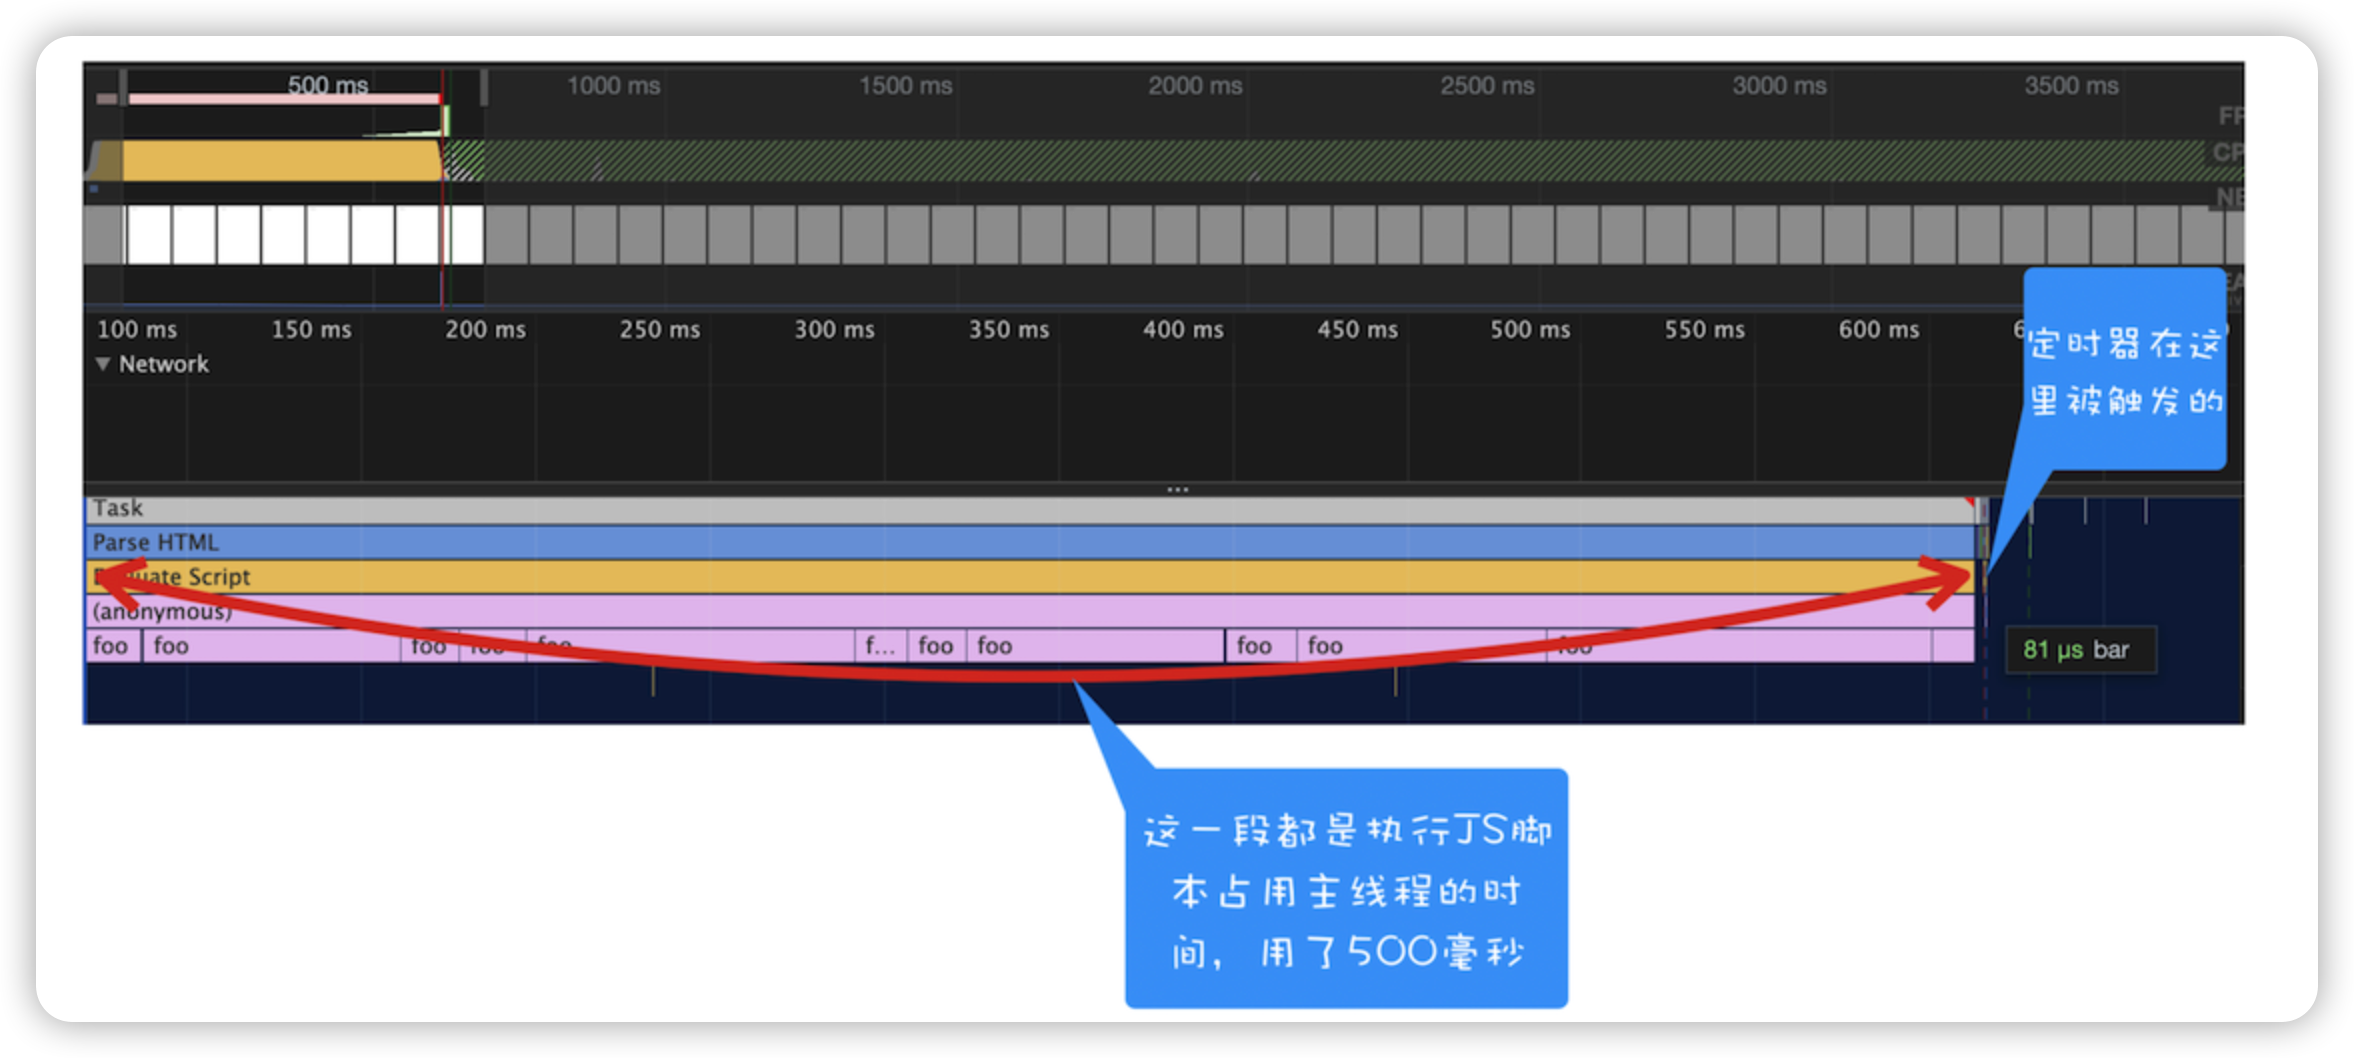 500 ms 1000 ms 1500 ms 2000 ms 2500 ms 3000 ms 3500 ms
FP
CP
NE
EA
100 ms 150 ms 200 ms 250 ms 300 ms 350 ms 400 ms 450 ms 500 ms 550 ms 600 ms
Network
定时器在这
里被触发的
...
Task
Parse HTML
Evaluate Script
(anonymous)
foo foo foo foo foo f... foo foo foo foo foo
81 µs bar
这一段都是执行JS脚
本占用主线程的时
间，用了500毫秒